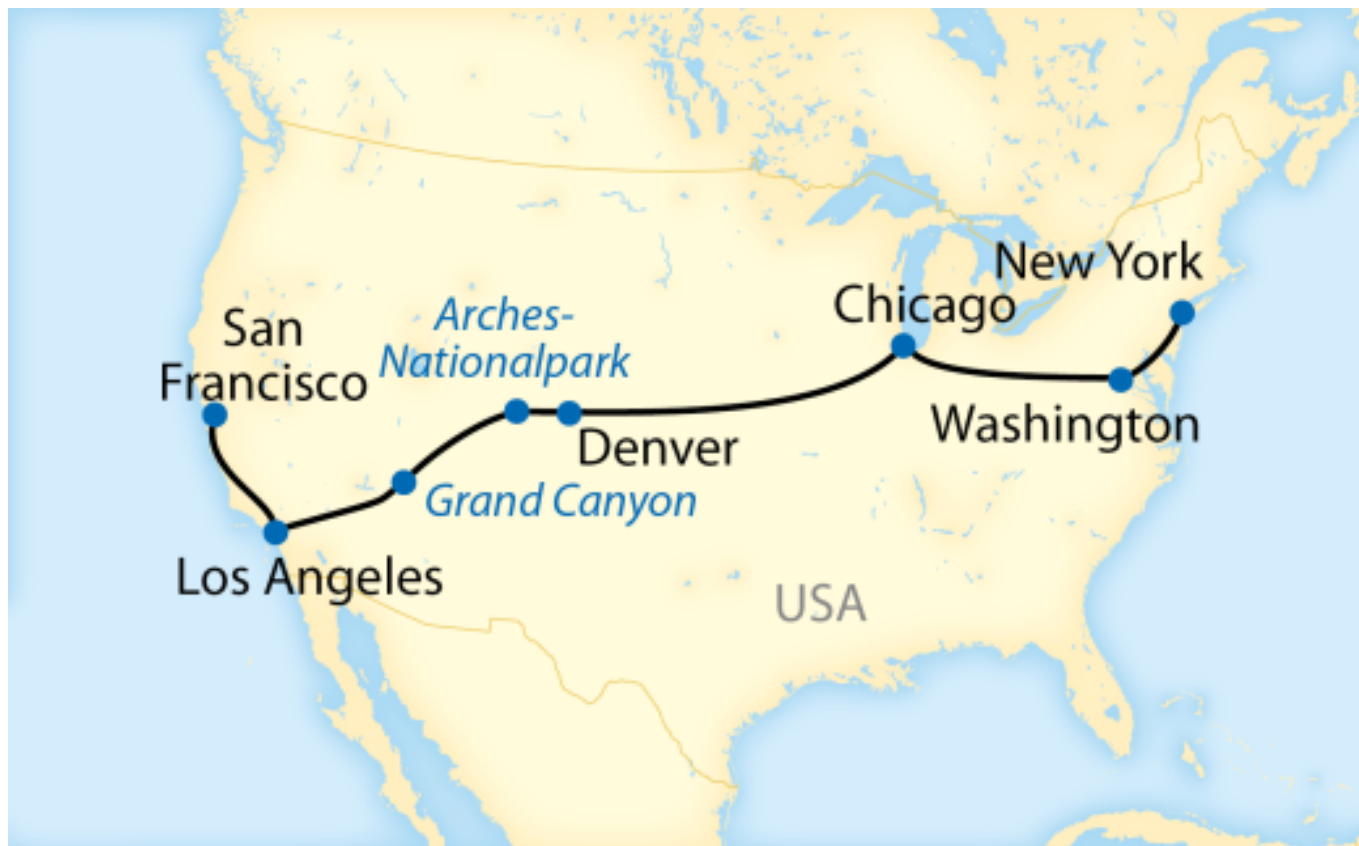 New York
Chicago
Arches-
Nationalpark
San
Francisco
Washington
Denver
Grand Canyon
Los Angeles
USA